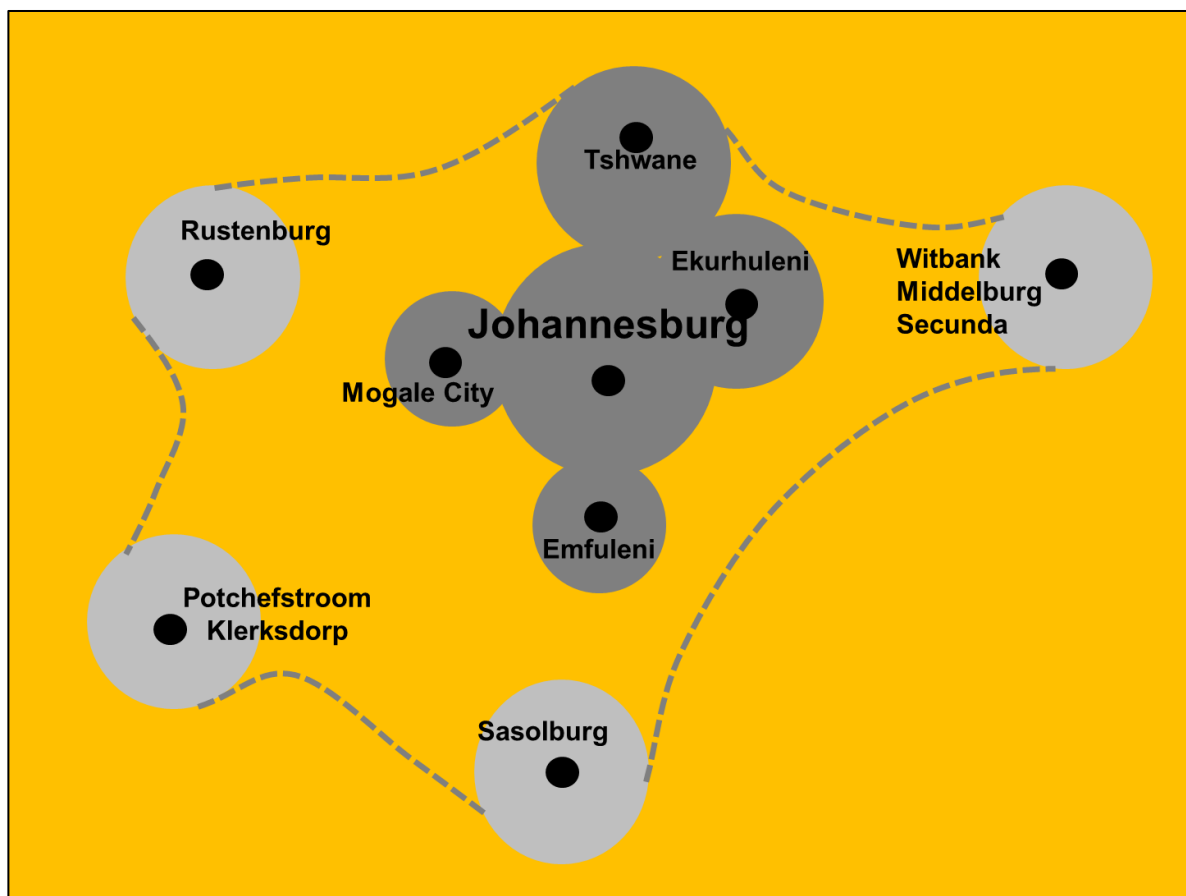 Tshwane
Rustenburg
Ekurhuleni
Witbank
Middelburg
Secunda
Johannesburg
Mogale City
Emfuleni
Potchefstroom
Klerksdorp
Sasolburg